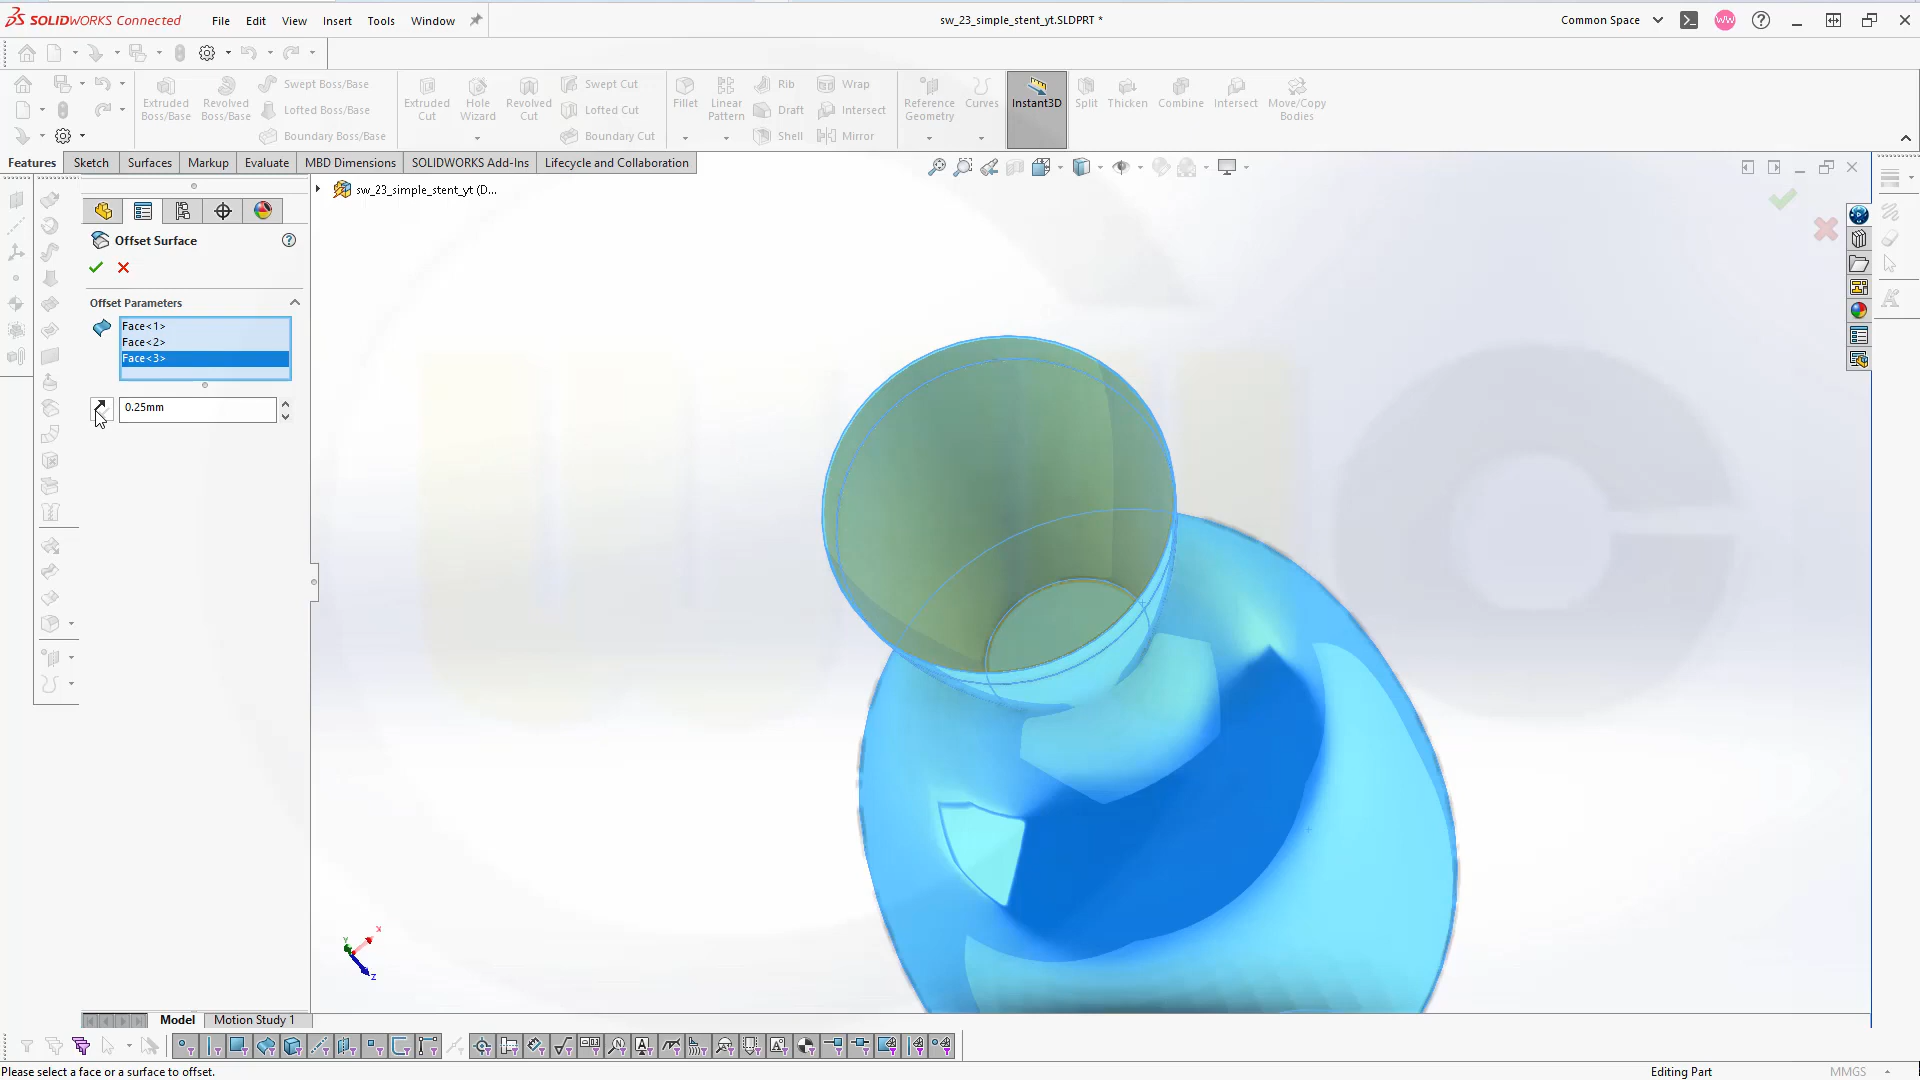 SOLIDWORKS Connected
File Edit View Insert Tools Window
sw_23_simple_stent_yt.SLDPRT *
Common Space
WW
Extruded Boss/Base
Revolved Boss/Base
Swept Boss/Base
Lofted Boss/Base
Boundary Boss/Base
Extruded Cut
Hole Wizard
Revolved Cut
Swept Cut
Lofted Cut
Boundary Cut
Fillet
Linear Pattern
Rib
Draft
Shell
Wrap
Intersect
Mirror
Reference Geometry
Curves
Instant3D
Split
Thicken
Combine
Intersect
Move/Copy Bodies
Features Sketch Surfaces Markup Evaluate MBD Dimensions SOLIDWORKS Add-Ins Lifecycle and Collaboration
sw_23_simple_stent_yt (D...
Offset Surface
Offset Parameters
Face<1>
Face<2>
Face<3>
0.25mm
X
Y
Z
Model Motion Study 1
Please select a face or a surface to offset.
Editing Part
MMGS